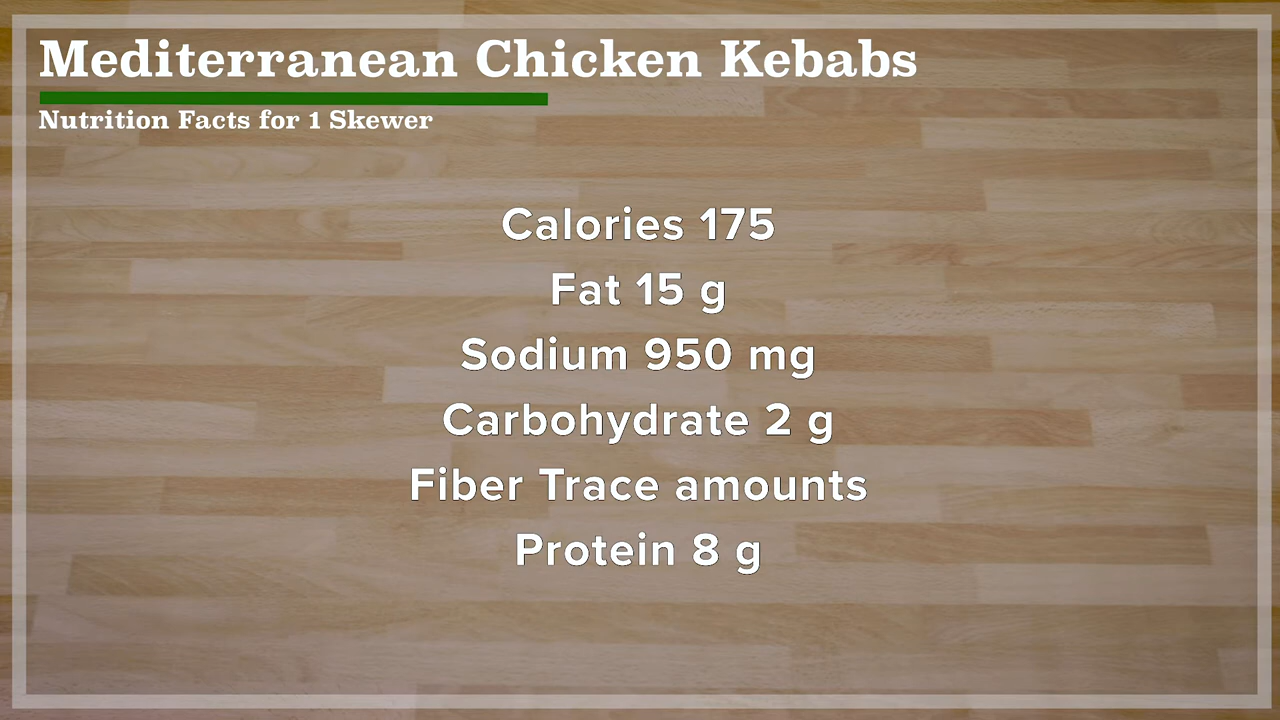 Mediterranean Chicken Kebabs
Nutrition Facts for 1 Skewer
Calories 175
Fat 15 g
Sodium 950 mg
Carbohydrate 2 g
Fiber Trace amounts
Protein 8 g